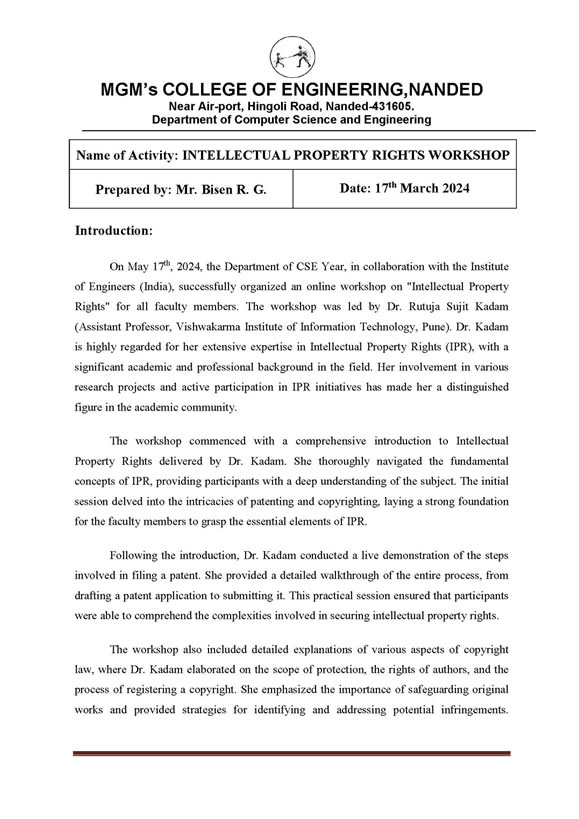 MGM's COLLEGE OF ENGINEERING,NANDED
Near Air-port, Hingoli Road, Nanded-431605.
Department of Computer Science and Engineering
Name of Activity: INTELLECTUAL PROPERTY RIGHTS WORKSHOP
Prepared by: Mr. Bisen R. G.
Date: 17th March 2024
Introduction:
On May 17th, 2024, the Department of CSE Year, in collaboration with the Institute
of Engineers (India), successfully organized an online workshop on "Intellectual Property
Rights" for all faculty members. The workshop was led by Dr. Rutuja Sujit Kadam
(Assistant Professor, Vishwakarma Institute of Information Technology, Pune). Dr. Kadam
is highly regarded for her extensive expertise in Intellectual Property Rights (IPR), with a
significant academic and professional background in the field. Her involvement in various
research projects and active participation in IPR initiatives has made her a distinguished
figure in the academic community.
The workshop commenced with a comprehensive introduction to Intellectual
Property Rights delivered by Dr. Kadam. She thoroughly navigated the fundamental
concepts of IPR, providing participants with a deep understanding of the subject. The initial
session delved into the intricacies of patenting and copyrighting, laying a strong foundation
for the faculty members to grasp the essential elements of IPR.
Following the introduction, Dr. Kadam conducted a live demonstration of the steps
involved in filing a patent. She provided a detailed walkthrough of the entire process, from
drafting a patent application to submitting it. This practical session ensured that participants
were able to comprehend the complexities involved in securing intellectual property rights.
The workshop also included detailed explanations of various aspects of copyright
law, where Dr. Kadam elaborated on the scope of protection, the rights of authors, and the
process of registering a copyright. She emphasized the importance of safeguarding original
works and provided strategies for identifying and addressing potential infringements.